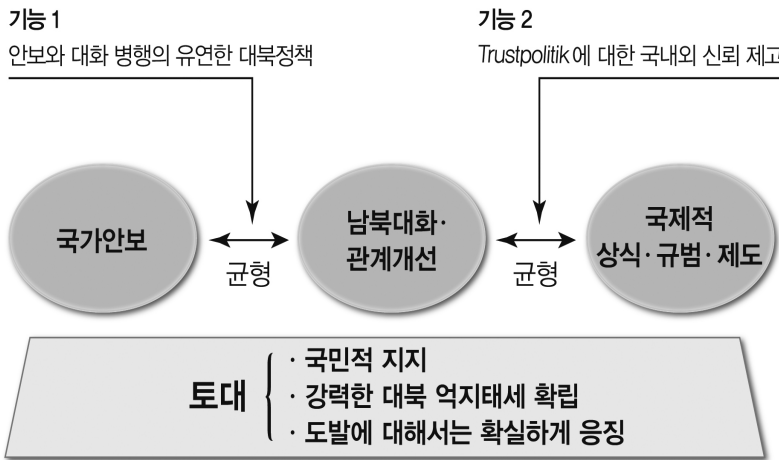 기능 1
안보와 대화 병행의 유연한 대북정책
기능 2
Trustpolitik에 대한 국내외 신뢰 제고
국가안보
균형
남북대화·
관계개선
균형
국제적
상식·규범·제도
토대
· 국민적 지지
· 강력한 대북 억지태세 확립
· 도발에 대해서는 확실하게 응징